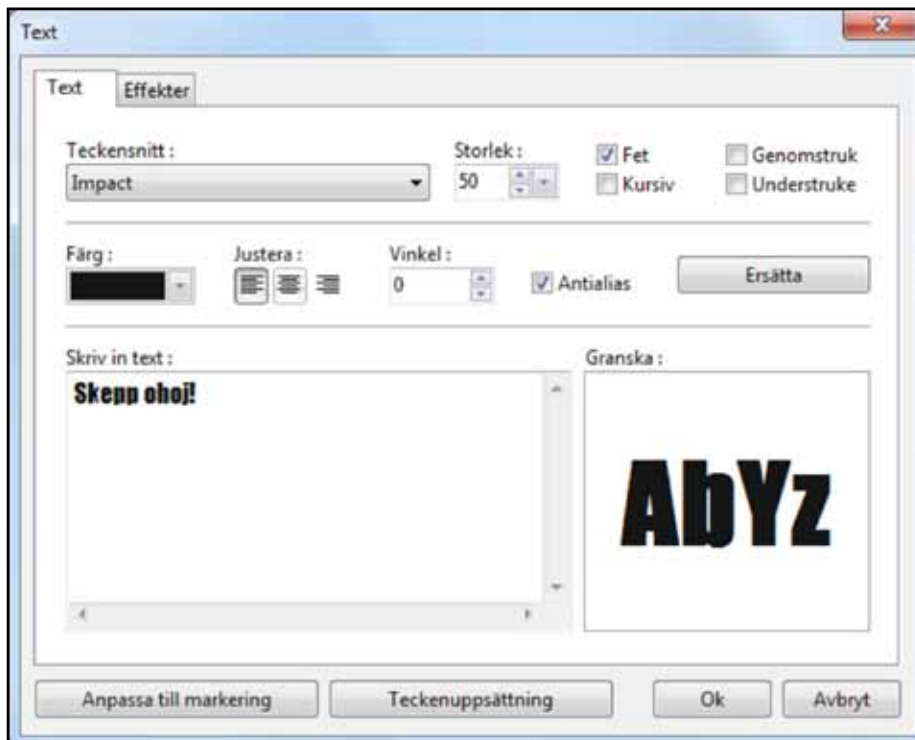 Text
Text Effekter
Teckensnitt : Storlek :
Impact 50 Fet Genomstruk
Kursiv Understruke
Färg : Justera : Vinkel :
0 Antialias Ersätta
Skriv in text : Granska :
Skepp ohoj!
AbYz
Anpassa till markering Teckenuppsättning Ok Avbryt